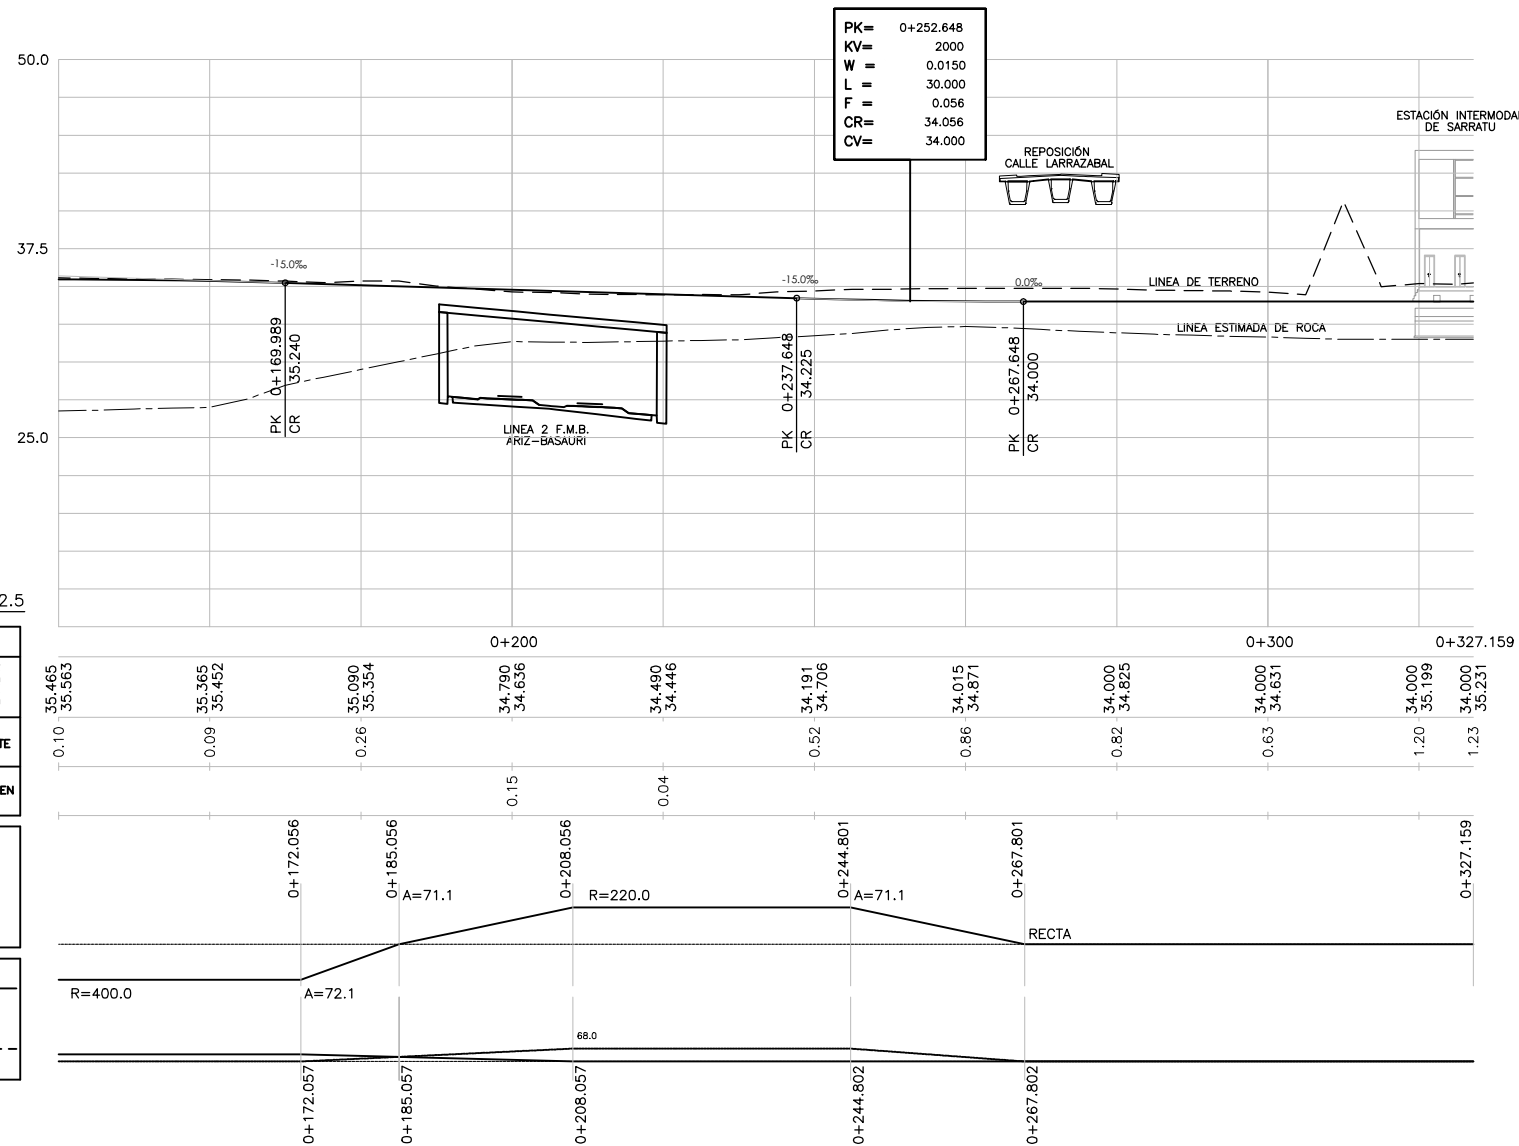 PK= 0+252.648
KV= 2000
W = 0.0150
L = 30.000
F = 0.056
CR= 34.056
CV= 34.000
50.0
37.5
25.0
ESTACIÓN INTERMODAL
DE SARRATU
REPOSICIÓN
CALLE LARRAZABAL
-15.0‰
-15.0‰
0.0‰
LINEA DE TERRENO
LINEA ESTIMADA DE ROCA
PK 0+169.989
CR 35.240
LINEA 2 F.M.B.
ARIZ-BASAURI
PK 0+237.648
CR 34.225
PK 0+267.648
CR 34.000
2.5
0+200
0+300
0+327.159
35.465
35.563
35.365
35.452
35.090
35.354
34.790
34.636
34.490
34.446
34.191
34.706
34.015
34.871
34.000
34.825
34.000
34.631
34.000
35.199
34.000
35.231
TE
0.10
0.09
0.26
0.52
0.86
0.82
0.63
1.20
1.23
EN
0.15
0.04
0+172.056
0+185.056
0+208.056
0+244.801
0+267.801
0+327.159
A=71.1
R=220.0
A=71.1
RECTA
R=400.0
A=72.1
68.0
0+172.057
0+185.057
0+208.057
0+244.802
0+267.802